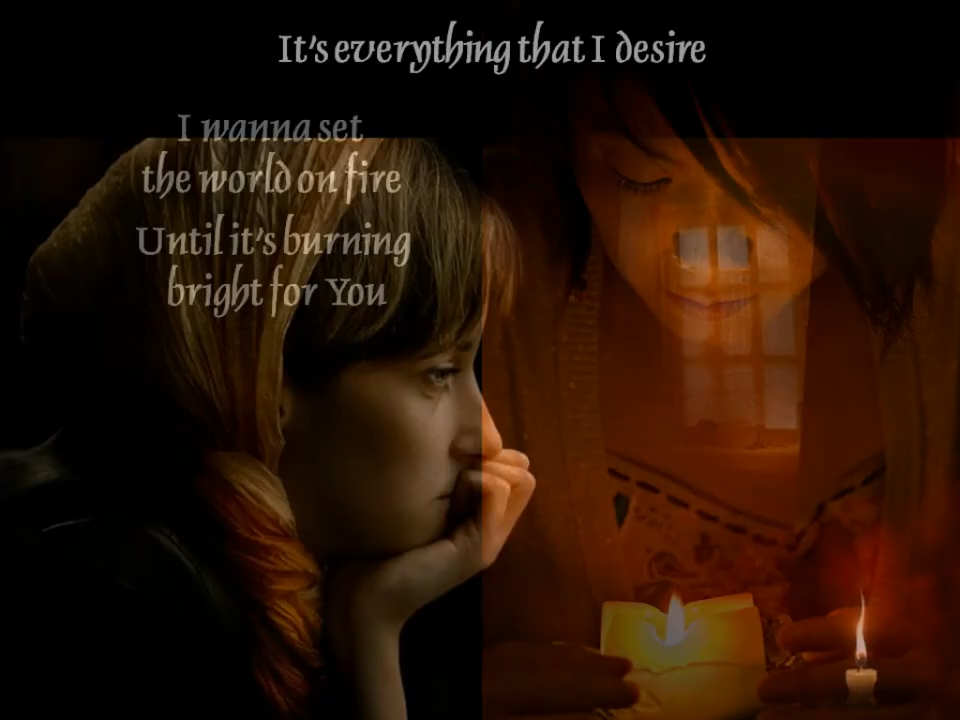 It's everything that I desire
I wanna set
the world on fire
Until it's burning
bright for You